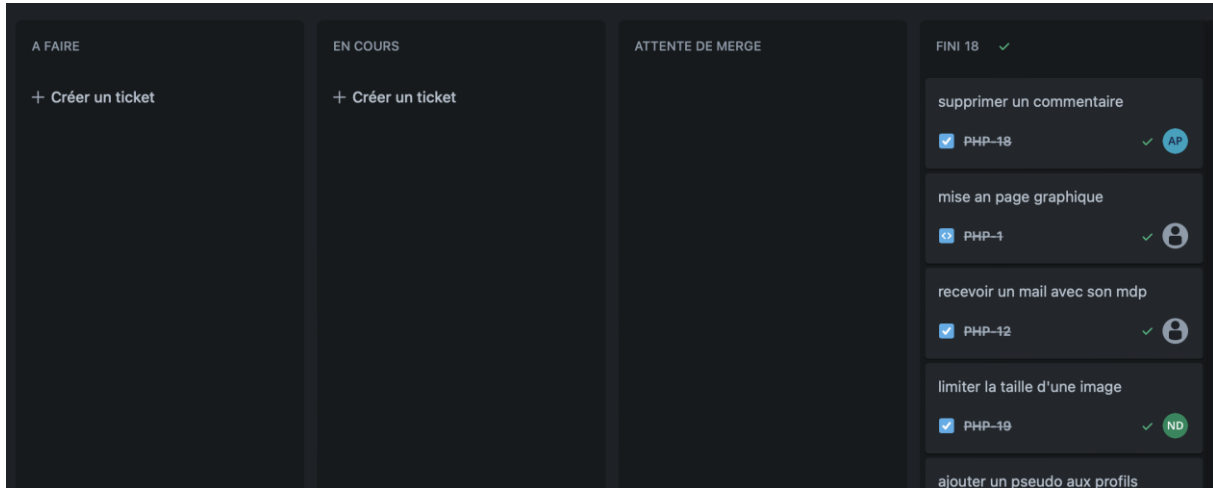 A FAIRE
+ Créer un ticket
EN COURS
+ Créer un ticket
ATTENTE DE MERGE
FINI 18
supprimer un commentaire
PHP-18
AP
mise an page graphique
PHP-1
recevoir un mail avec son mdp
PHP-12
limiter la taille d'une image
PHP-19
ND
ajouter un pseudo aux profils